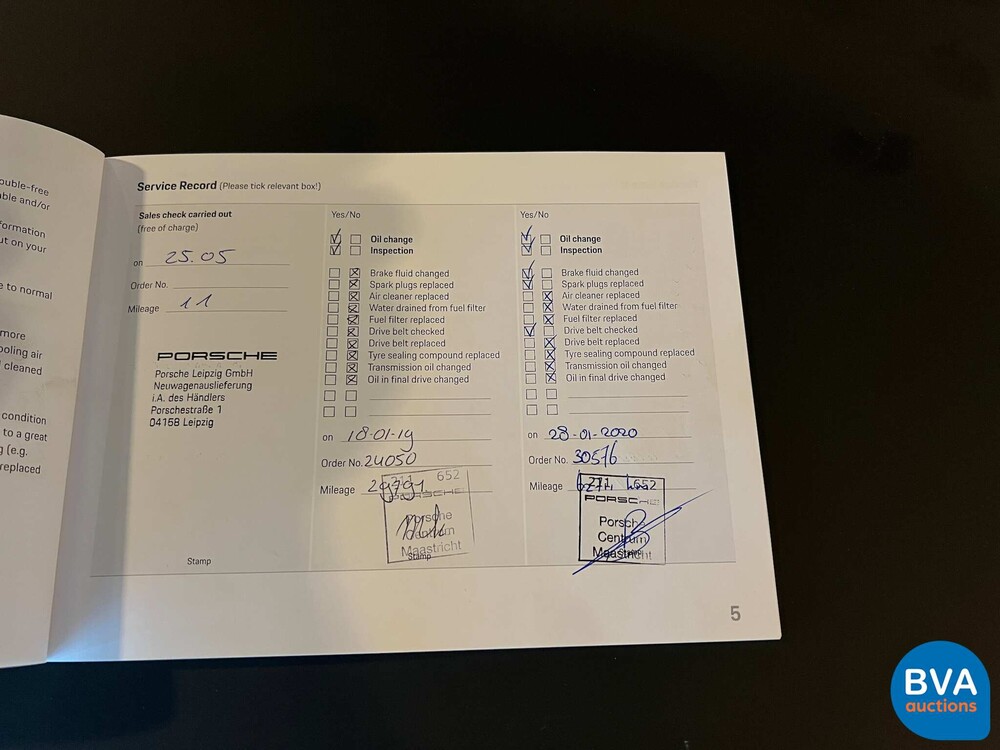 ouble-free
able and/or
formation
ut on your
e to normal
more
ooling air
cleaned
condition
to a great
g (e.g.
replaced
Service Record (Please tick relevant box!)
Sales check carried out
(free of charge)
on 25.05
Order No.
Mileage 11
PORSCHE
Porsche Leipzig GmbH
Neuwagenauslieferung
i.A. des Händlers
Porschestraße 1
04158 Leipzig
Stamp
Yes/No
Oil change
Inspection
Brake fluid changed
Spark plugs replaced
Air cleaner replaced
Water drained from fuel filter
Fuel filter replaced
Drive belt checked
Drive belt replaced
Tyre sealing compound replaced
Transmission oil changed
Oil in final drive changed
on 18-01-19
Order No. 24050
Mileage 29791
211 652
PORSCHE
Porsche
Centrum
Maastricht
Stamp
Yes/No
Oil change
Inspection
Brake fluid changed
Spark plugs replaced
Air cleaner replaced
Water drained from fuel filter
Fuel filter replaced
Drive belt checked
Drive belt replaced
Tyre sealing compound replaced
Transmission oil changed
Oil in final drive changed
on 28-01-2020
Order No. 30516
Mileage
211 652
PORSCHE
Porsche
Centrum
Maastricht
5
BVA
auctions